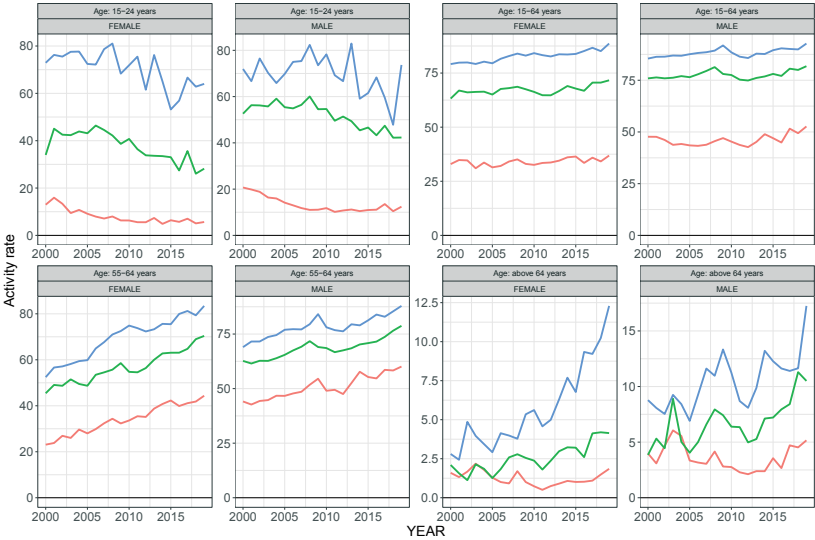 Age: 15−24 years
FEMALE
Age: 15−24 years
MALE
Age: 15−64 years
FEMALE
Age: 15−64 years
MALE
80
60
40
20
0
80
60
40
20
0
75
50
25
0
75
50
25
0
2000 2005 2010 2015
2000 2005 2010 2015
2000 2005 2010 2015
2000 2005 2010 2015
Activity rate
Age: 55−64 years
FEMALE
Age: 55−64 years
MALE
Age: above 64 years
FEMALE
Age: above 64 years
MALE
80
60
40
20
0
75
50
25
0
12.5
10.0
7.5
5.0
2.5
0.0
15
10
5
0
2000 2005 2010 2015
2000 2005 2010 2015
2000 2005 2010 2015
2000 2005 2010 2015
YEAR